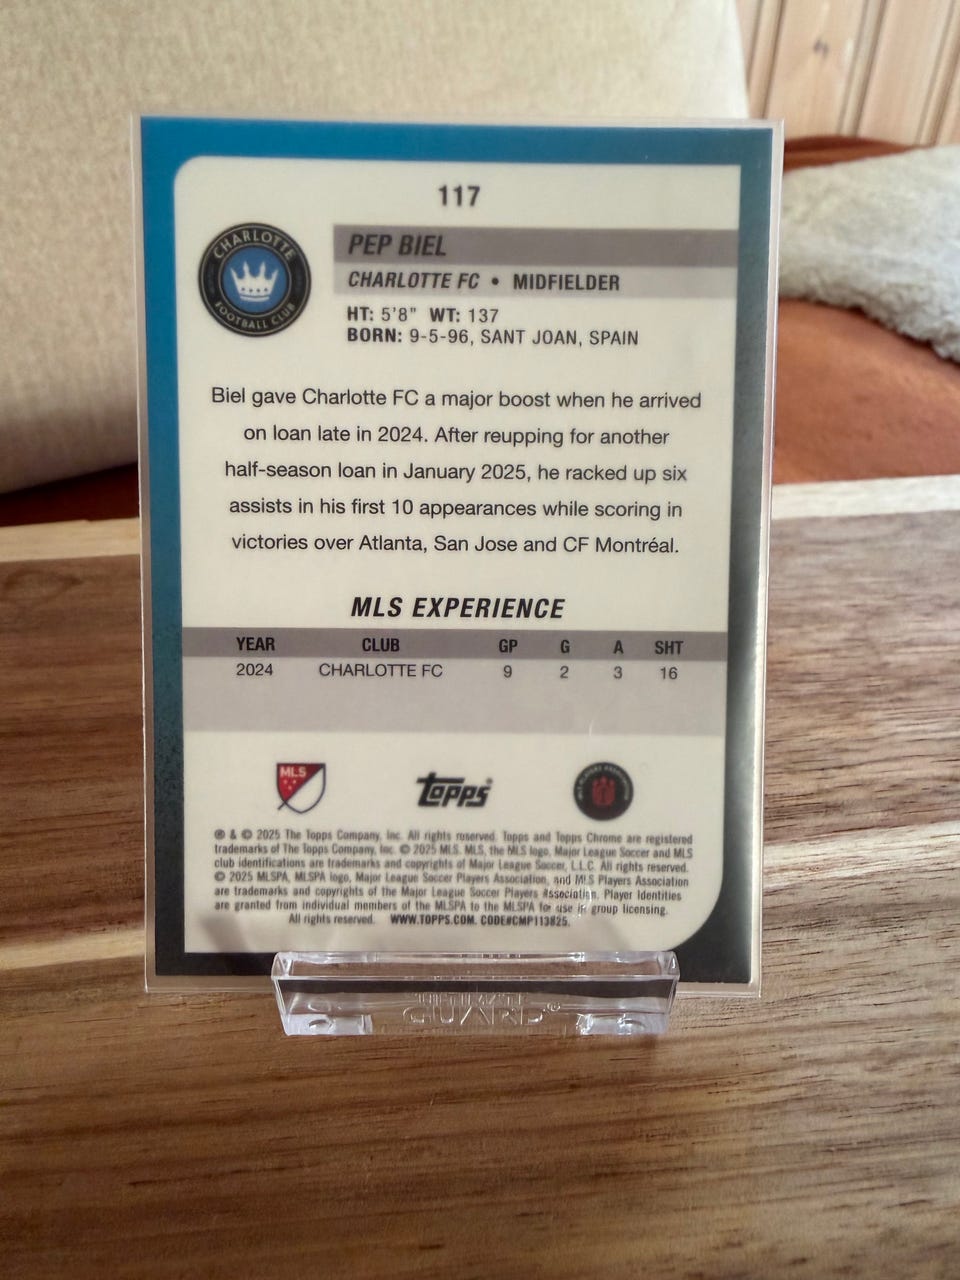 117
CHARLOTTE
FOOTBALL CLUB
PEP BIEL
CHARLOTTE FC • MIDFIELDER
HT: 5'8" WT: 137
BORN: 9-5-96, SANT JOAN, SPAIN
Biel gave Charlotte FC a major boost when he arrived
on loan late in 2024. After reupping for another
half-season loan in January 2025, he racked up six
assists in his first 10 appearances while scoring in
victories over Atlanta, San Jose and CF Montréal.
MLS EXPERIENCE
YEAR CLUB GP G A SHT
2024 CHARLOTTE FC 9 2 3 16
MLS
Topps
® & © 2025 The Topps Company, Inc. All rights reserved. Topps and Topps Chrome are registered
trademarks of The Topps Company, Inc. © 2025 MLS. MLS, the MLS logo, Major League Soccer and MLS
club identifications are trademarks and copyrights of Major League Soccer, L.L.C. All rights reserved.
© 2025 MLSPA, MLSPA logo, Major League Soccer Players Association, and MLS Players Association
are trademarks and copyrights of the Major League Soccer Players Association. Player Identities
are granted from individual members of the MLSPA to the MLSPA for use in group licensing.
All rights reserved. WWW.TOPPS.COM. CODE#CMP113825.
ULTIMATE
GUARD®